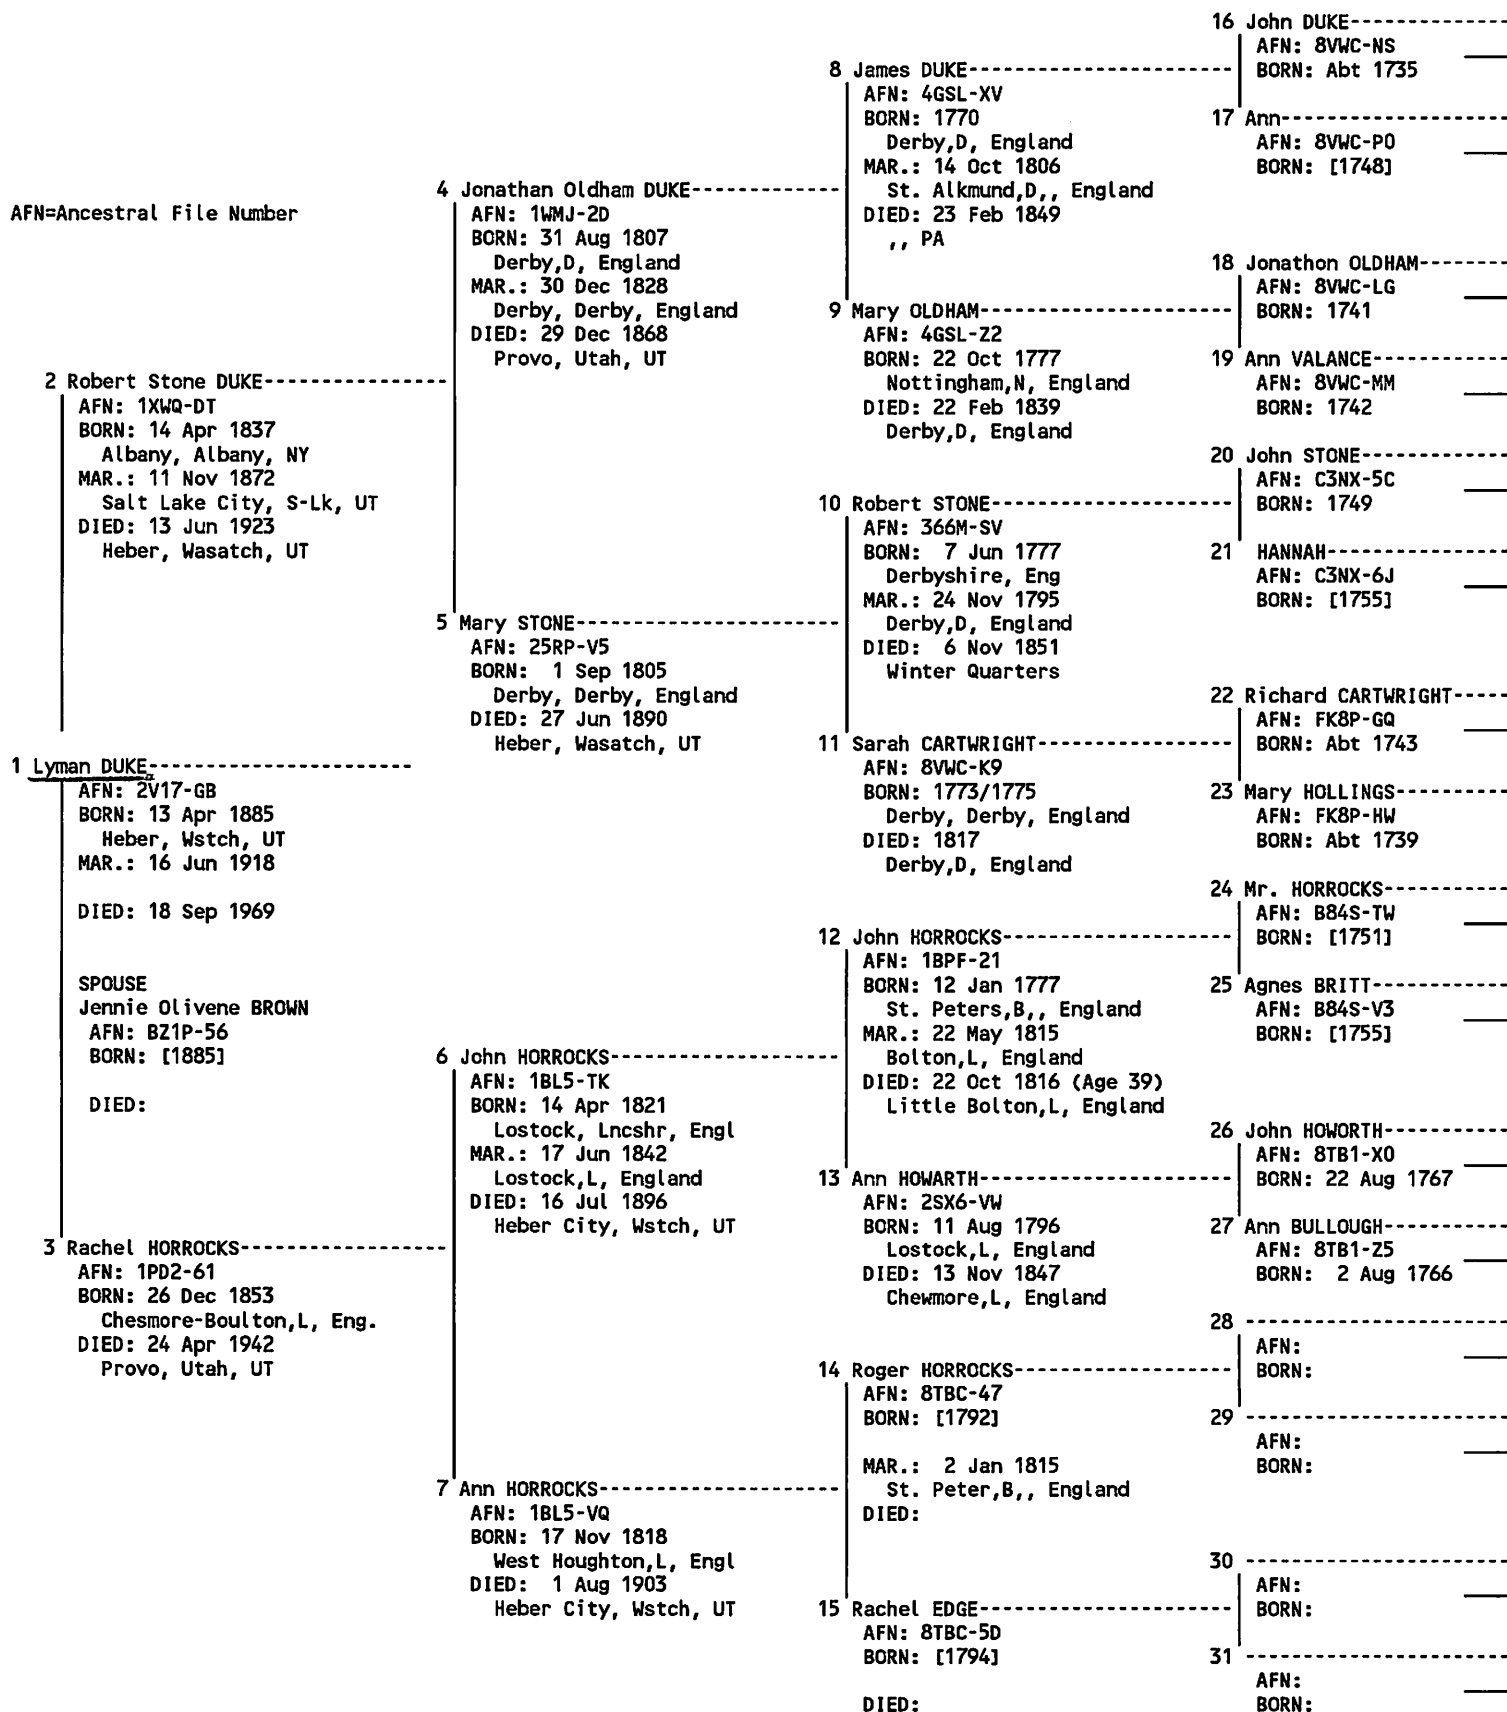 AFN=Ancestral File Number
1 Lyman DUKE
AFN: 2V17-GB
BORN: 13 Apr 1885
Heber, Wstch, UT
MAR.: 16 Jun 1918
DIED: 18 Sep 1969
SPOUSE
Jennie Olivene BROWN
AFN: BZ1P-56
BORN: [1885]
DIED:
2 Robert Stone DUKE
AFN: 1XWQ-DT
BORN: 14 Apr 1837
Albany, Albany, NY
MAR.: 11 Nov 1872
Salt Lake City, S-Lk, UT
DIED: 13 Jun 1923
Heber, Wasatch, UT
3 Rachel HORROCKS
AFN: 1PD2-61
BORN: 26 Dec 1853
Chesmore-Boulton,L, Eng.
DIED: 24 Apr 1942
Provo, Utah, UT
4 Jonathan Oldham DUKE
AFN: 1WMJ-2D
BORN: 31 Aug 1807
Derby,D, England
MAR.: 30 Dec 1828
Derby, Derby, England
DIED: 29 Dec 1868
Provo, Utah, UT
5 Mary STONE
AFN: 25RP-V5
BORN: 1 Sep 1805
Derby, Derby, England
DIED: 27 Jun 1890
Heber, Wasatch, UT
6 John HORROCKS
AFN: 1BL5-TK
BORN: 14 Apr 1821
Lostock, Lncshr, Engl
MAR.: 17 Jun 1842
Lostock,L, England
DIED: 16 Jul 1896
Heber City, Wstch, UT
7 Ann HORROCKS
AFN: 1BL5-VQ
BORN: 17 Nov 1818
West Houghton,L, Engl
DIED: 1 Aug 1903
Heber City, Wstch, UT
8 James DUKE
AFN: 4GSL-XV
BORN: 1770
Derby,D, England
MAR.: 14 Oct 1806
St. Alkmund,D,, England
DIED: 23 Feb 1849
,, PA
9 Mary OLDHAM
AFN: 4GSL-Z2
BORN: 22 Oct 1777
Nottingham,N, England
DIED: 22 Feb 1839
Derby,D, England
10 Robert STONE
AFN: 366M-SV
BORN: 7 Jun 1777
Derbyshire, Eng
MAR.: 24 Nov 1795
Derby,D, England
DIED: 6 Nov 1851
Winter Quarters
11 Sarah CARTWRIGHT
AFN: 8VWC-K9
BORN: 1773/1775
Derby, Derby, England
DIED: 1817
Derby,D, England
12 John HORROCKS
AFN: 1BPF-21
BORN: 12 Jan 1777
St. Peters,B,, England
MAR.: 22 May 1815
Bolton,L, England
DIED: 22 Oct 1816 (Age 39)
Little Bolton,L, England
13 Ann HOWARTH
AFN: 2SX6-VW
BORN: 11 Aug 1796
Lostock,L, England
DIED: 13 Nov 1847
Chewmore,L, England
14 Roger HORROCKS
AFN: 8TBC-47
BORN: [1792]
MAR.: 2 Jan 1815
St. Peter,B,, England
DIED:
15 Rachel EDGE
AFN: 8TBC-5D
BORN: [1794]
DIED:
16 John DUKE
AFN: 8VWC-NS
BORN: Abt 1735
17 Ann
AFN: 8VWC-P0
BORN: [1748]
18 Jonathon OLDHAM
AFN: 8VWC-LG
BORN: 1741
19 Ann VALANCE
AFN: 8VWC-MM
BORN: 1742
20 John STONE
AFN: C3NX-5C
BORN: 1749
21 HANNAH
AFN: C3NX-6J
BORN: [1755]
22 Richard CARTWRIGHT
AFN: FK8P-GQ
BORN: Abt 1743
23 Mary HOLLINGS
AFN: FK8P-HW
BORN: Abt 1739
24 Mr. HORROCKS
AFN: B84S-TW
BORN: [1751]
25 Agnes BRITT
AFN: B84S-V3
BORN: [1755]
26 John HOWORTH
AFN: 8TB1-X0
BORN: 22 Aug 1767
27 Ann BULLOUGH
AFN: 8TB1-Z5
BORN: 2 Aug 1766
28
AFN:
BORN:
29
AFN:
BORN:
30
AFN:
BORN:
31
AFN:
BORN: